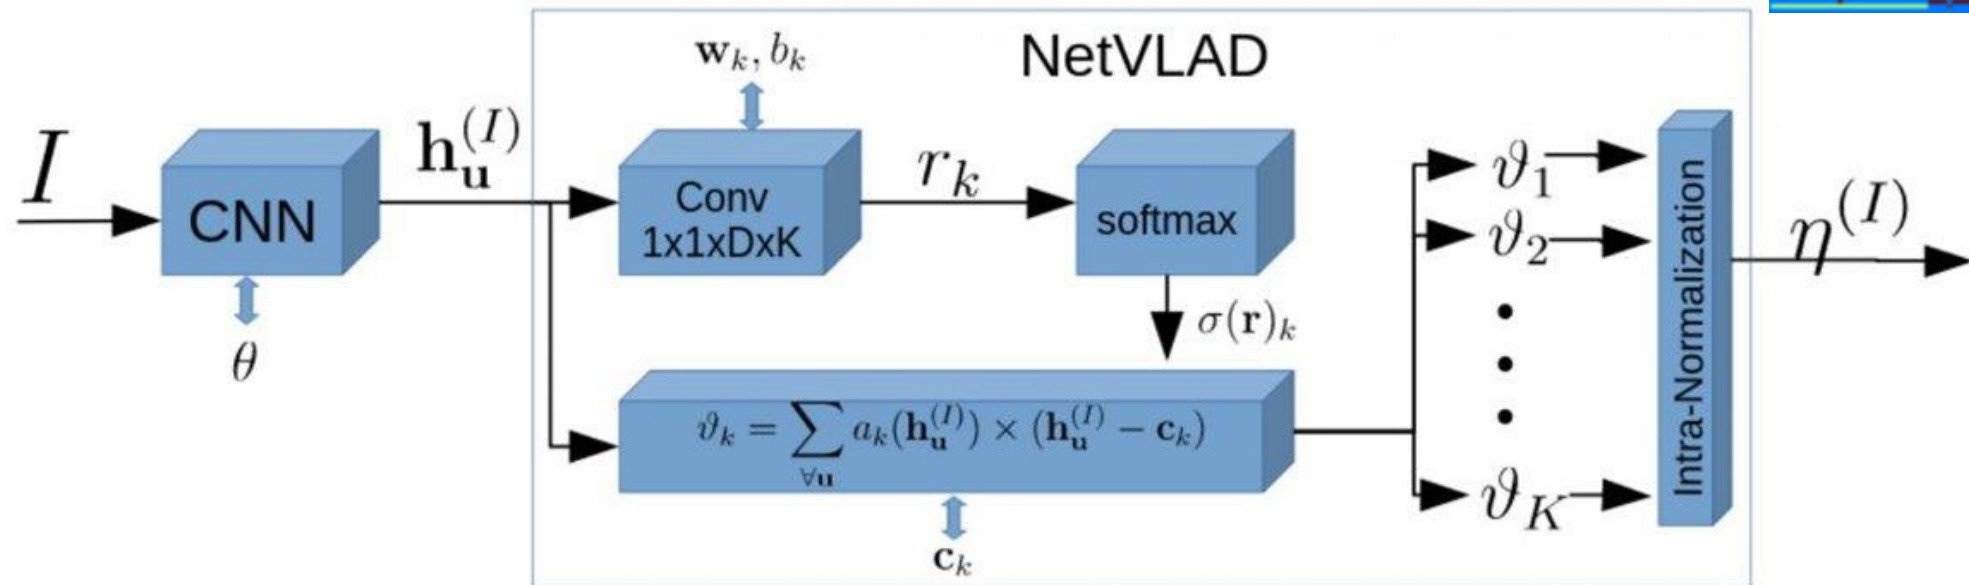 NetVLAD
I
CNN
θ
h_u^{(I)}
w_k, b_k
Conv
1x1xDxK
r_k
softmax
σ(r)_k
ϑ_k = ∑_{∀u} a_k(h_u^{(I)}) × (h_u^{(I)} − c_k)
c_k
ϑ_1
ϑ_2
ϑ_K
Intra-Normalization
η^{(I)}